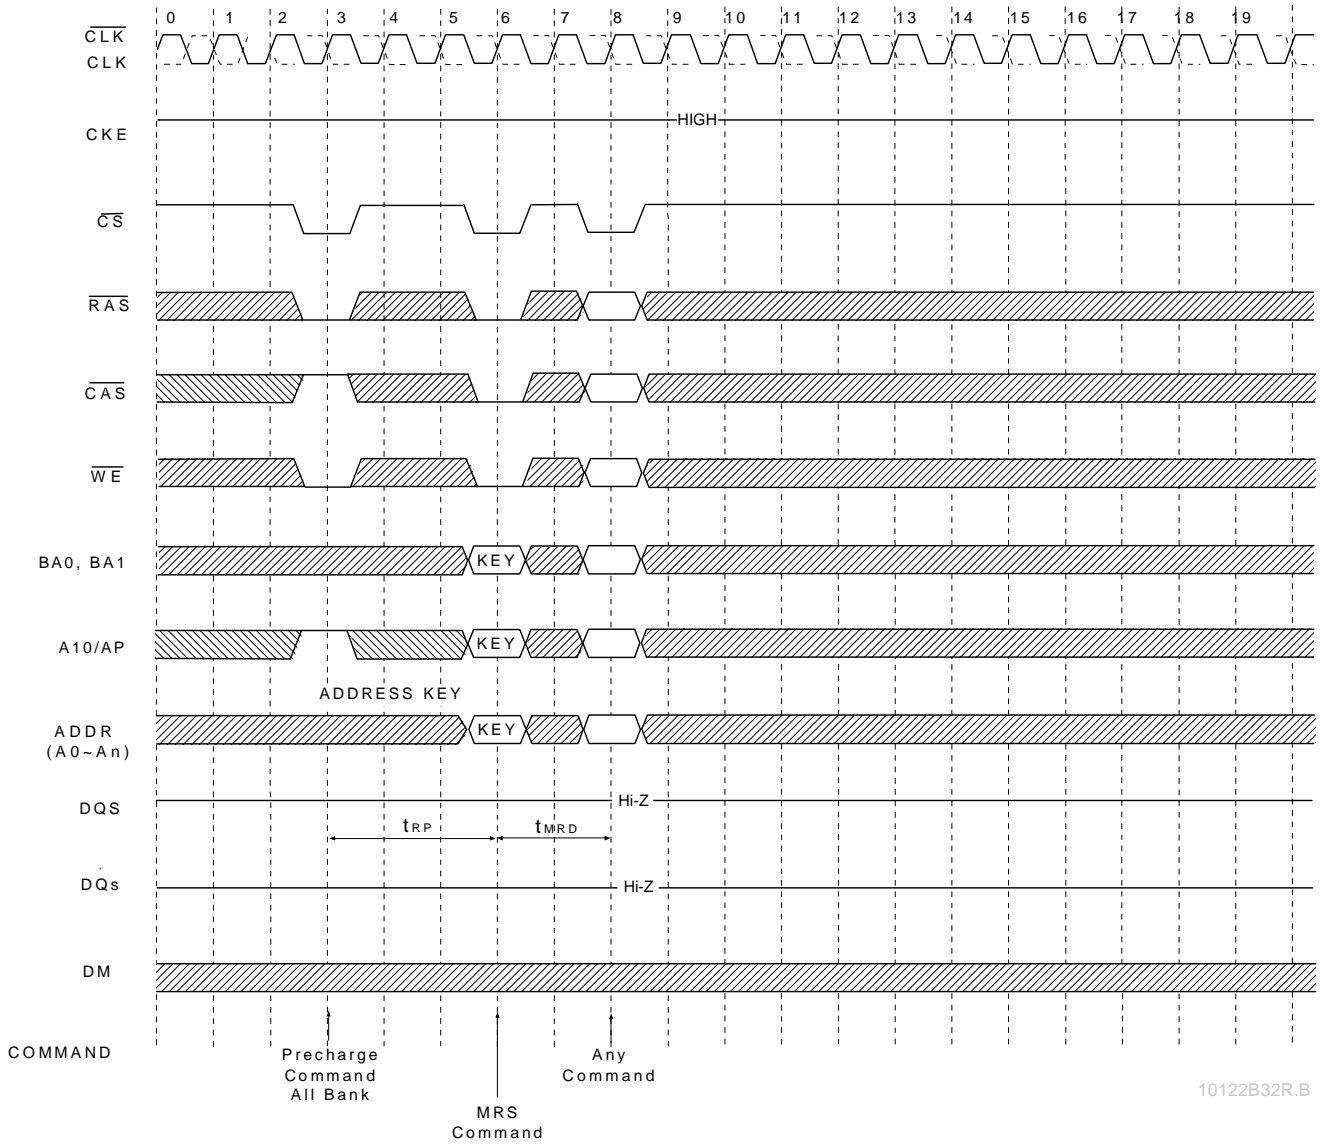 0 1 2 3 4 5 6 7 8 9 10 11 12 13 14 15 16 17 18 19
CLK
CLK
CKE
HIGH
CS
RAS
CAS
WE
BA0, BA1
KEY
A10/AP
KEY
ADDRESS KEY
ADDR
(A0~An)
KEY
DQS
Hi-Z
tRP
tMRD
DQs
Hi-Z
DM
COMMAND
Precharge
Command
All Bank
MRS
Command
Any
Command
10122B32R.B